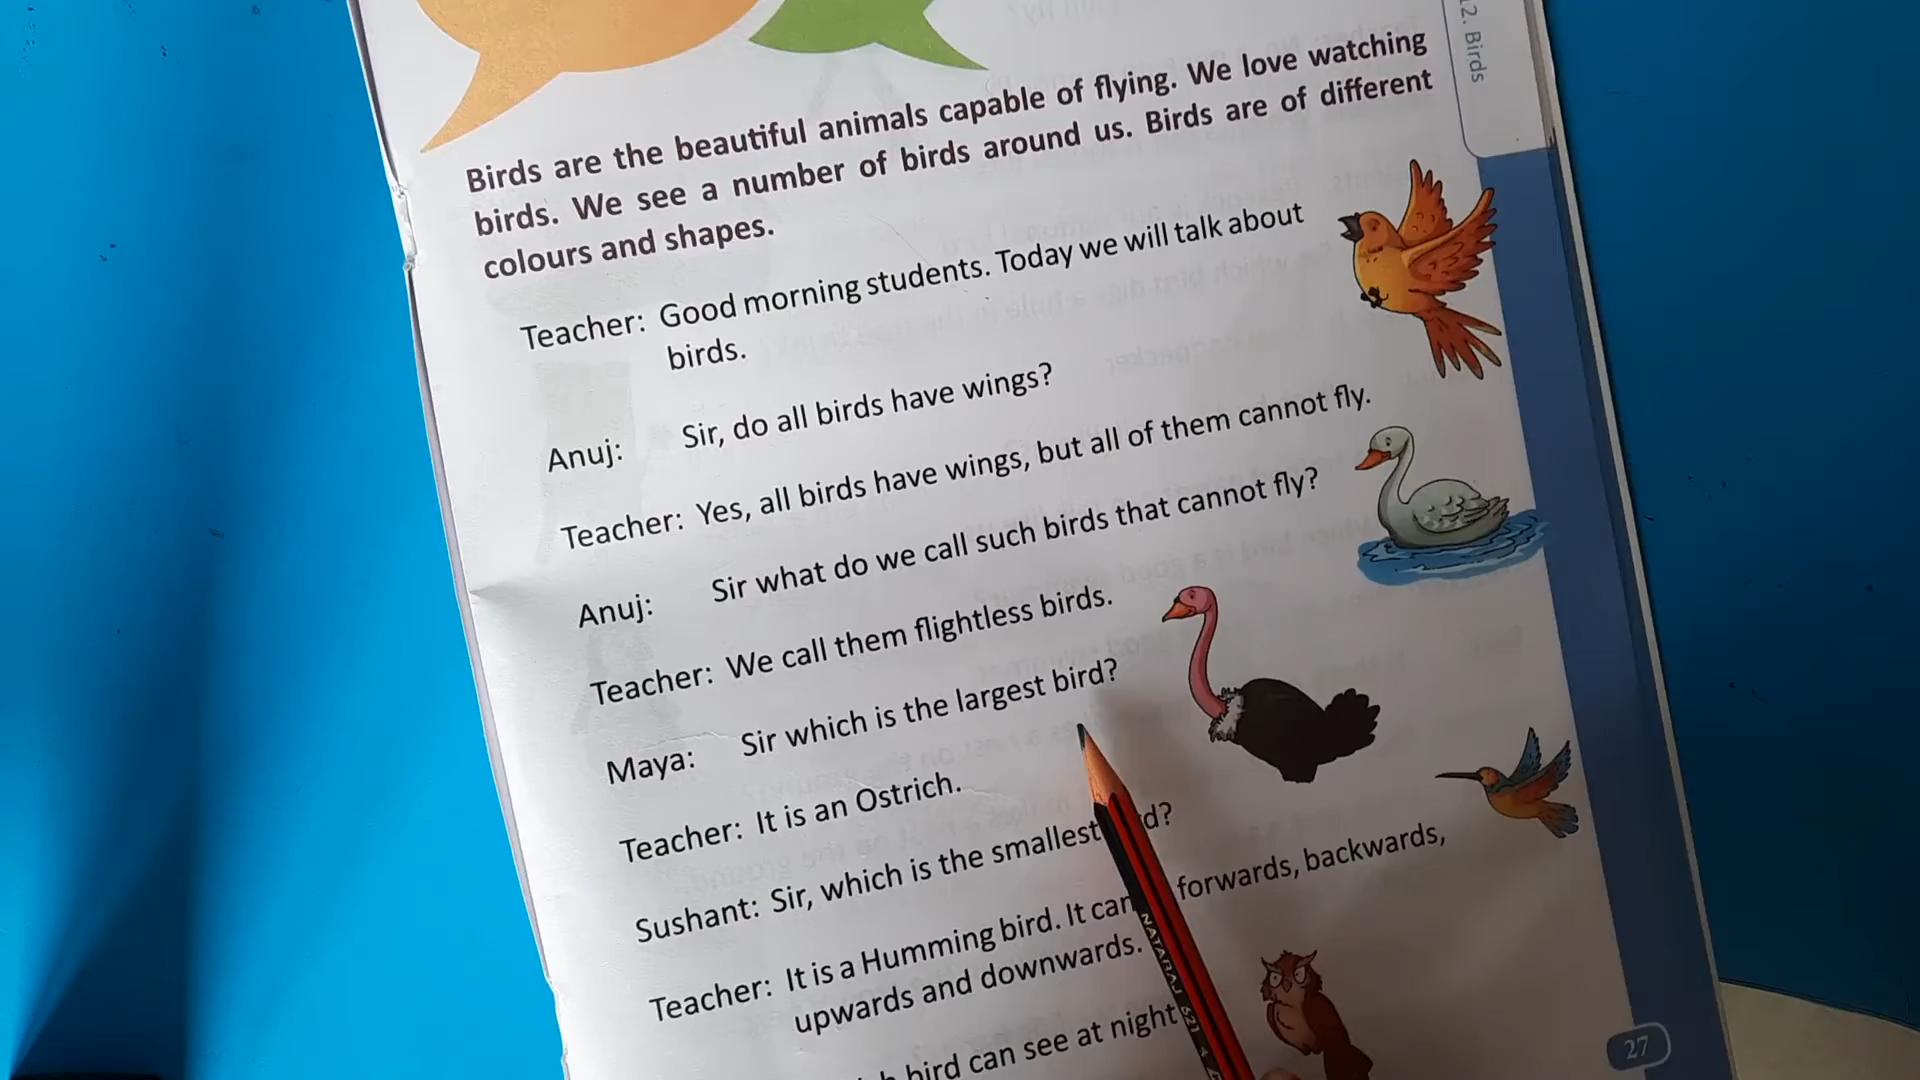 12. Birds
Birds are the beautiful animals capable of flying. We love watching
birds. We see a number of birds around us. Birds are of different
colours and shapes.
Teacher: Good morning students. Today we will talk about
birds.
Anuj: Sir, do all birds have wings?
Teacher: Yes, all birds have wings, but all of them cannot fly.
Anuj: Sir what do we call such birds that cannot fly?
Teacher: We call them flightless birds.
Maya: Sir which is the largest bird?
Teacher: It is an Ostrich.
Sushant: Sir, which is the smallest
Teacher: It is a Humming bird. It can forwards, backwards,
upwards and downwards.
bird can see at night
NATARAJ 621
27